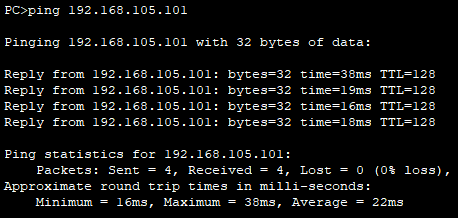 PC>ping 192.168.105.101
Pinging 192.168.105.101 with 32 bytes of data:
Reply from 192.168.105.101: bytes=32 time=38ms TTL=128
Reply from 192.168.105.101: bytes=32 time=19ms TTL=128
Reply from 192.168.105.101: bytes=32 time=16ms TTL=128
Reply from 192.168.105.101: bytes=32 time=18ms TTL=128
Ping statistics for 192.168.105.101:
Packets: Sent = 4, Received = 4, Lost = 0 (0% loss),
Approximate round trip times in milli-seconds:
Minimum = 16ms, Maximum = 38ms, Average = 22ms